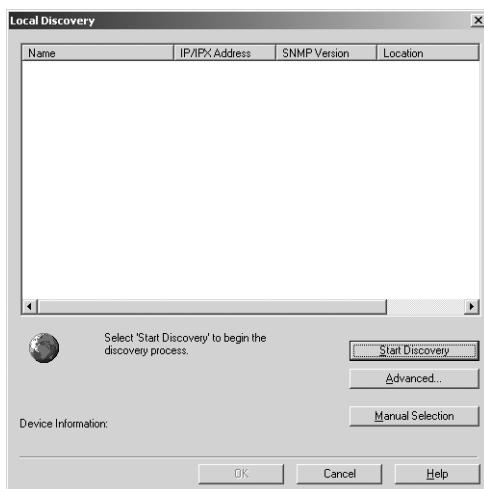 Local Discovery
Name IP/IPX Address SNMP Version Location
Select 'Start Discovery' to begin the
discovery process.
Start Discovery
Advanced...
Manual Selection
Device Information:
OK Cancel Help